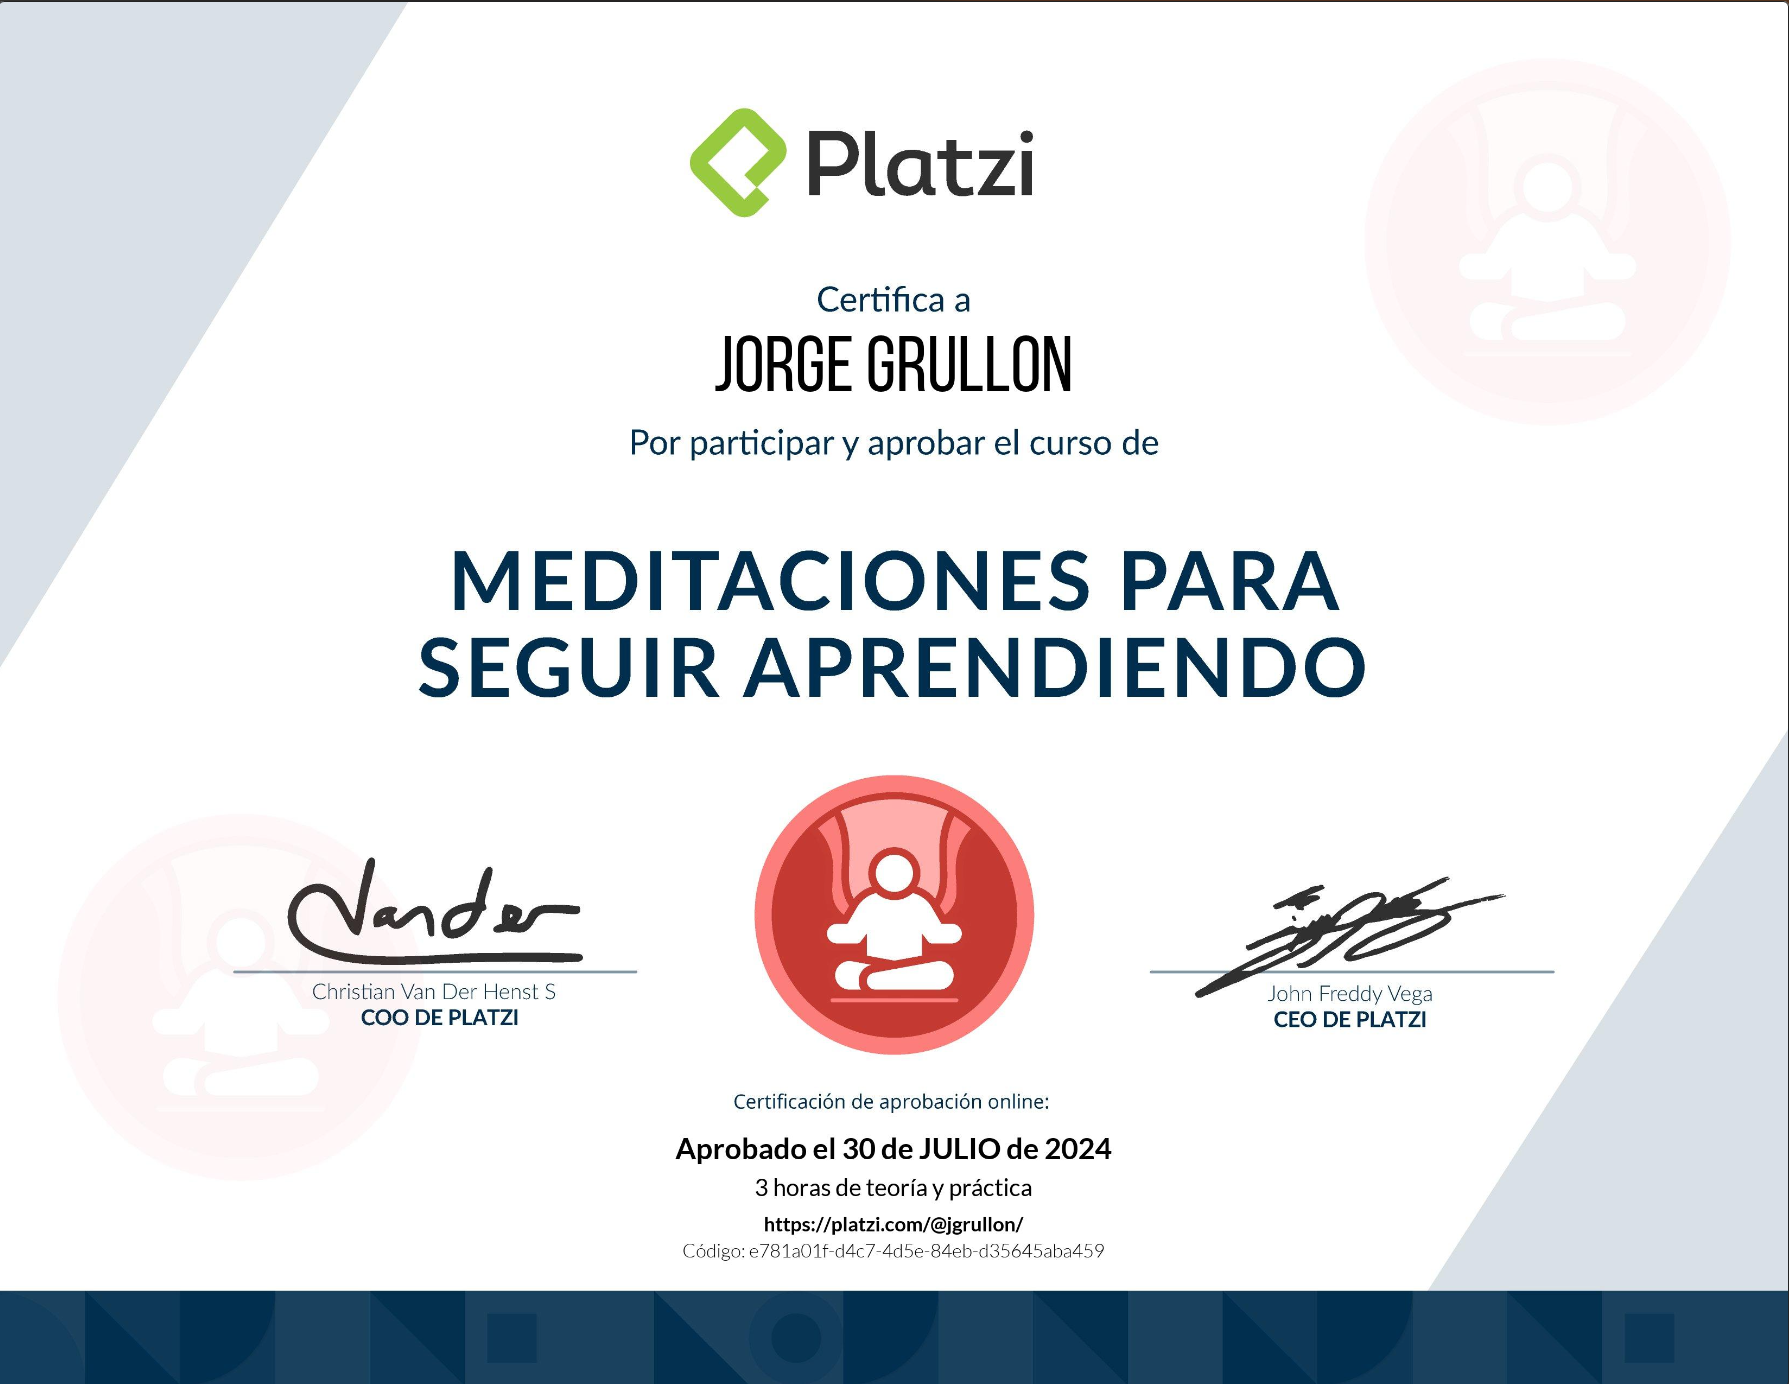 Platzi
Certifica a
JORGE GRULLON
Por participar y aprobar el curso de
MEDITACIONES PARA
SEGUIR APRENDIENDO
Vander
Christian Van Der Henst S
COO DE PLATZI
John Freddy Vega
CEO DE PLATZI
Certificación de aprobación online:
Aprobado el 30 de JULIO de 2024
3 horas de teoría y práctica
https://platzi.com/@jgrullon/
Código: e781a01f-d4c7-4d5e-84eb-d35645aba459